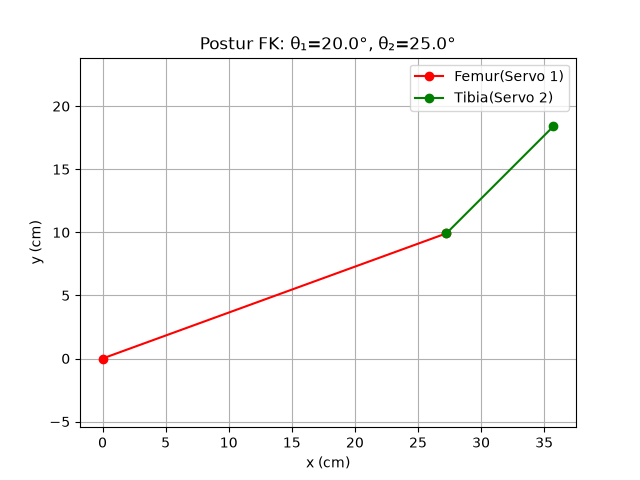 Postur FK: θ₁=20.0°, θ₂=25.0°
Femur(Servo 1)
Tibia(Servo 2)
20
15
10
5
0
−5
y (cm)
0 5 10 15 20 25 30 35
x (cm)